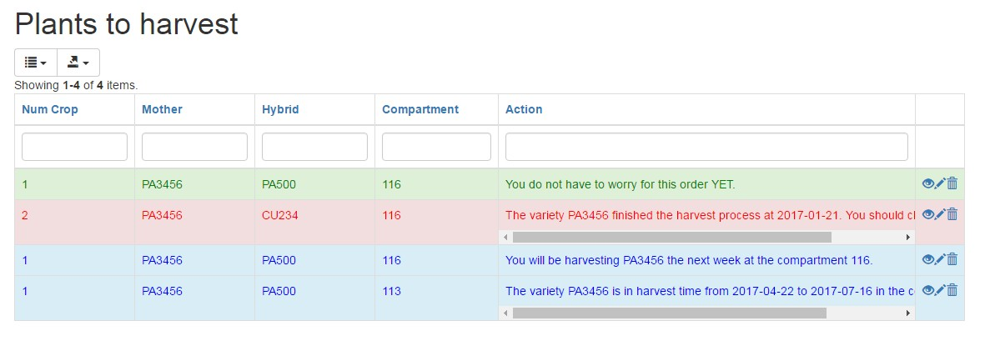 Plants to harvest
Showing 1-4 of 4 items.
Num Crop Mother Hybrid Compartment Action
1 PA3456 PA500 116 You do not have to worry for this order YET.
2 PA3456 CU234 116 The variety PA3456 finished the harvest process at 2017-01-21. You should
1 PA3456 PA500 116 You will be harvesting PA3456 the next week at the compartment 116.
1 PA3456 PA500 113 The variety PA3456 is in harvest time from 2017-04-22 to 2017-07-16 in the